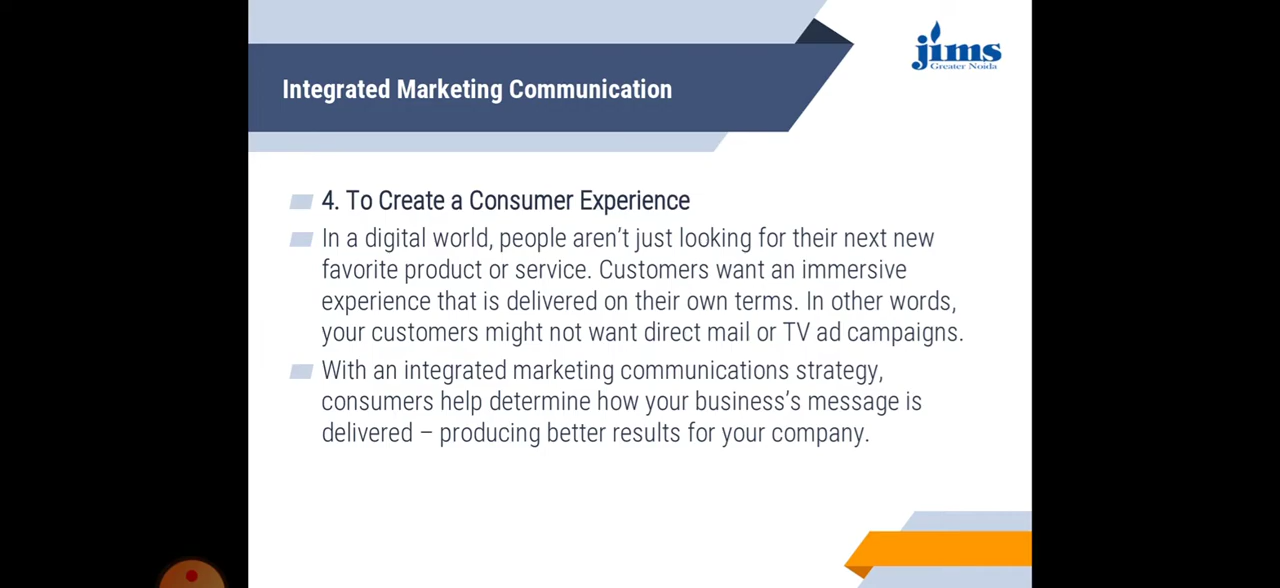 jims
Greater Noida
Integrated Marketing Communication
4. To Create a Consumer Experience
In a digital world, people aren't just looking for their next new
favorite product or service. Customers want an immersive
experience that is delivered on their own terms. In other words,
your customers might not want direct mail or TV ad campaigns.
With an integrated marketing communications strategy,
consumers help determine how your business's message is
delivered – producing better results for your company.